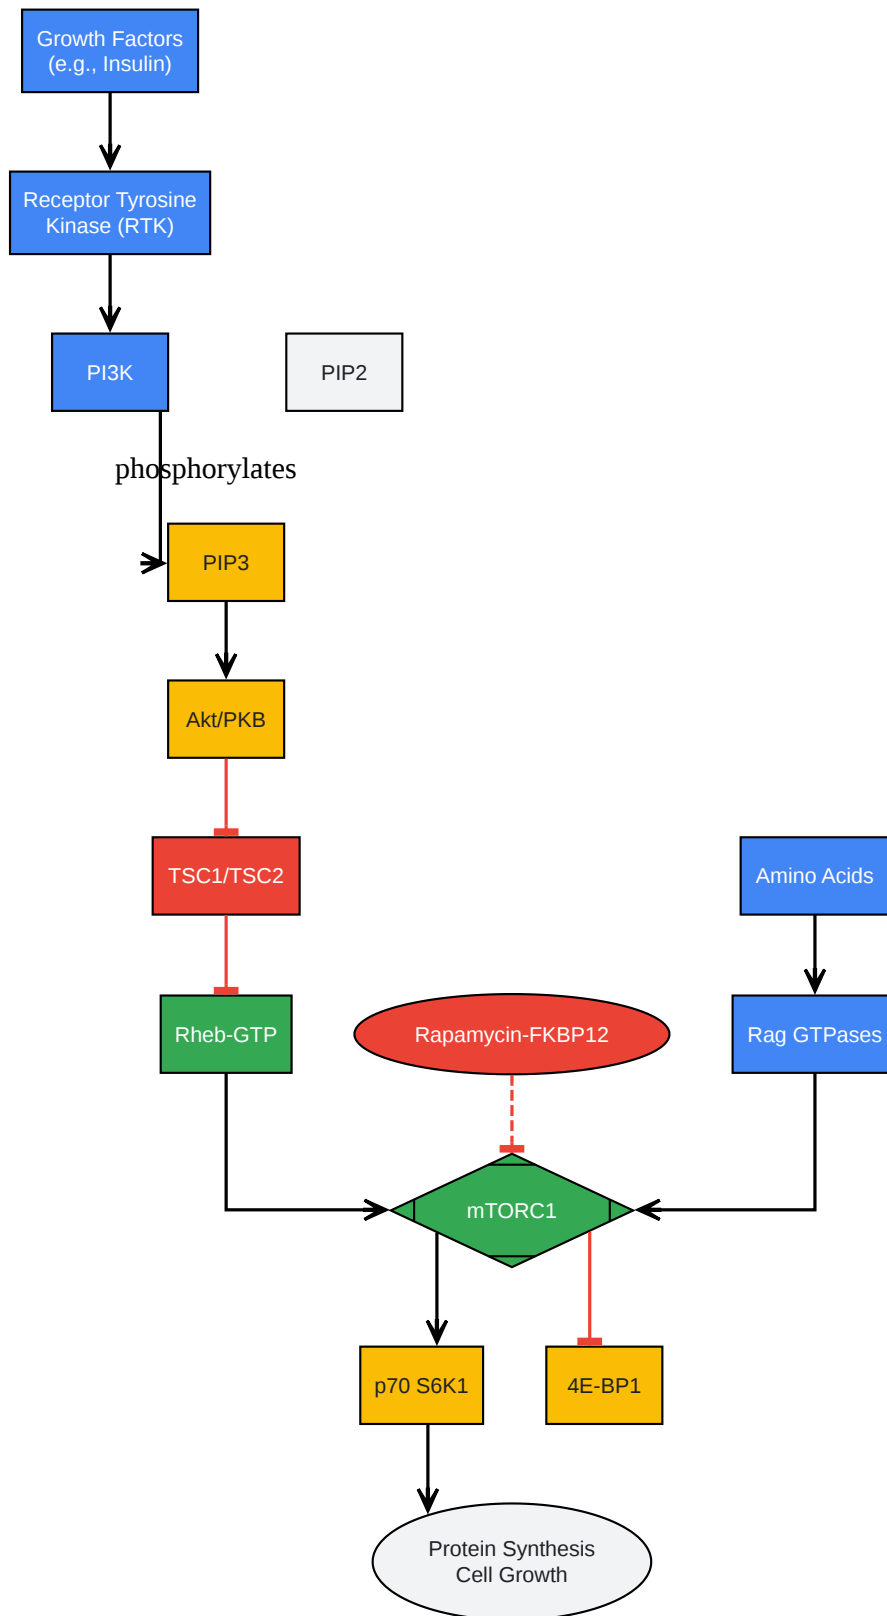 Growth Factors
(e.g., Insulin)
Receptor Tyrosine
Kinase (RTK)
PI3K
PIP2
phosphorylates
PIP3
Akt/PKB
TSC1/TSC2
Amino Acids
Rheb-GTP
Rapamycin-FKBP12
Rag GTPases
mTORC1
p70 S6K1
4E-BP1
Protein Synthesis
Cell Growth